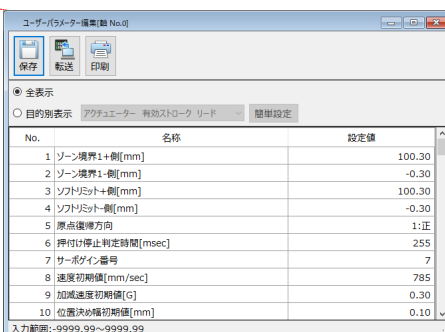 ユーザーパラメーター編集[軸 No.0]
保存 転送 印刷
全表示
目的別表示 アクチュエーター 有効ストローク リード 簡単設定
No. 名称 設定値
1 ゾーン境界1+側[mm] 100.30
2 ゾーン境界1-側[mm] -0.30
3 ソフトリミット+側[mm] 100.30
4 ソフトリミット-側[mm] -0.30
5 原点復帰方向 1:正
6 押付け停止判定時間[msec] 255
7 サーボゲイン番号 7
8 速度初期値[mm/sec] 785
9 加減速度初期値[G] 0.30
10 位置決め幅初期値[mm] 0.10
入力範囲:-9999.99～9999.99